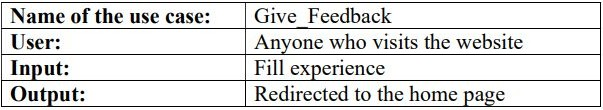 Name of the use case: Give_Feedback
User: Anyone who visits the website
Input: Fill experience
Output: Redirected to the home page